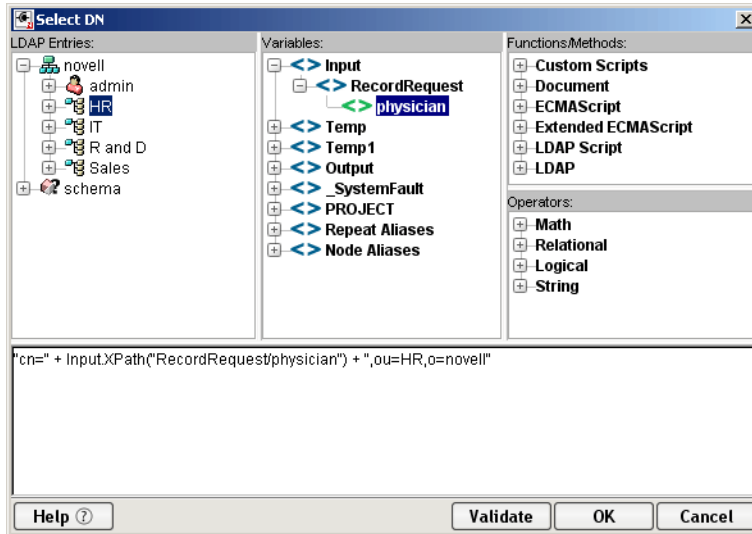 Select DN
LDAP Entries:
novell
admin
HR
IT
R and D
Sales
schema
Variables:
Input
RecordRequest
physician
Temp
Temp1
Output
_SystemFault
PROJECT
Repeat Aliases
Node Aliases
Functions/Methods:
Custom Scripts
Document
ECMAScript
Extended ECMAScript
LDAP Script
LDAP
Operators:
Math
Relational
Logical
String
"cn=" + Input.XPath("RecordRequest/physician") + ",ou=HR,o=novell"
Help ?
Validate
OK
Cancel